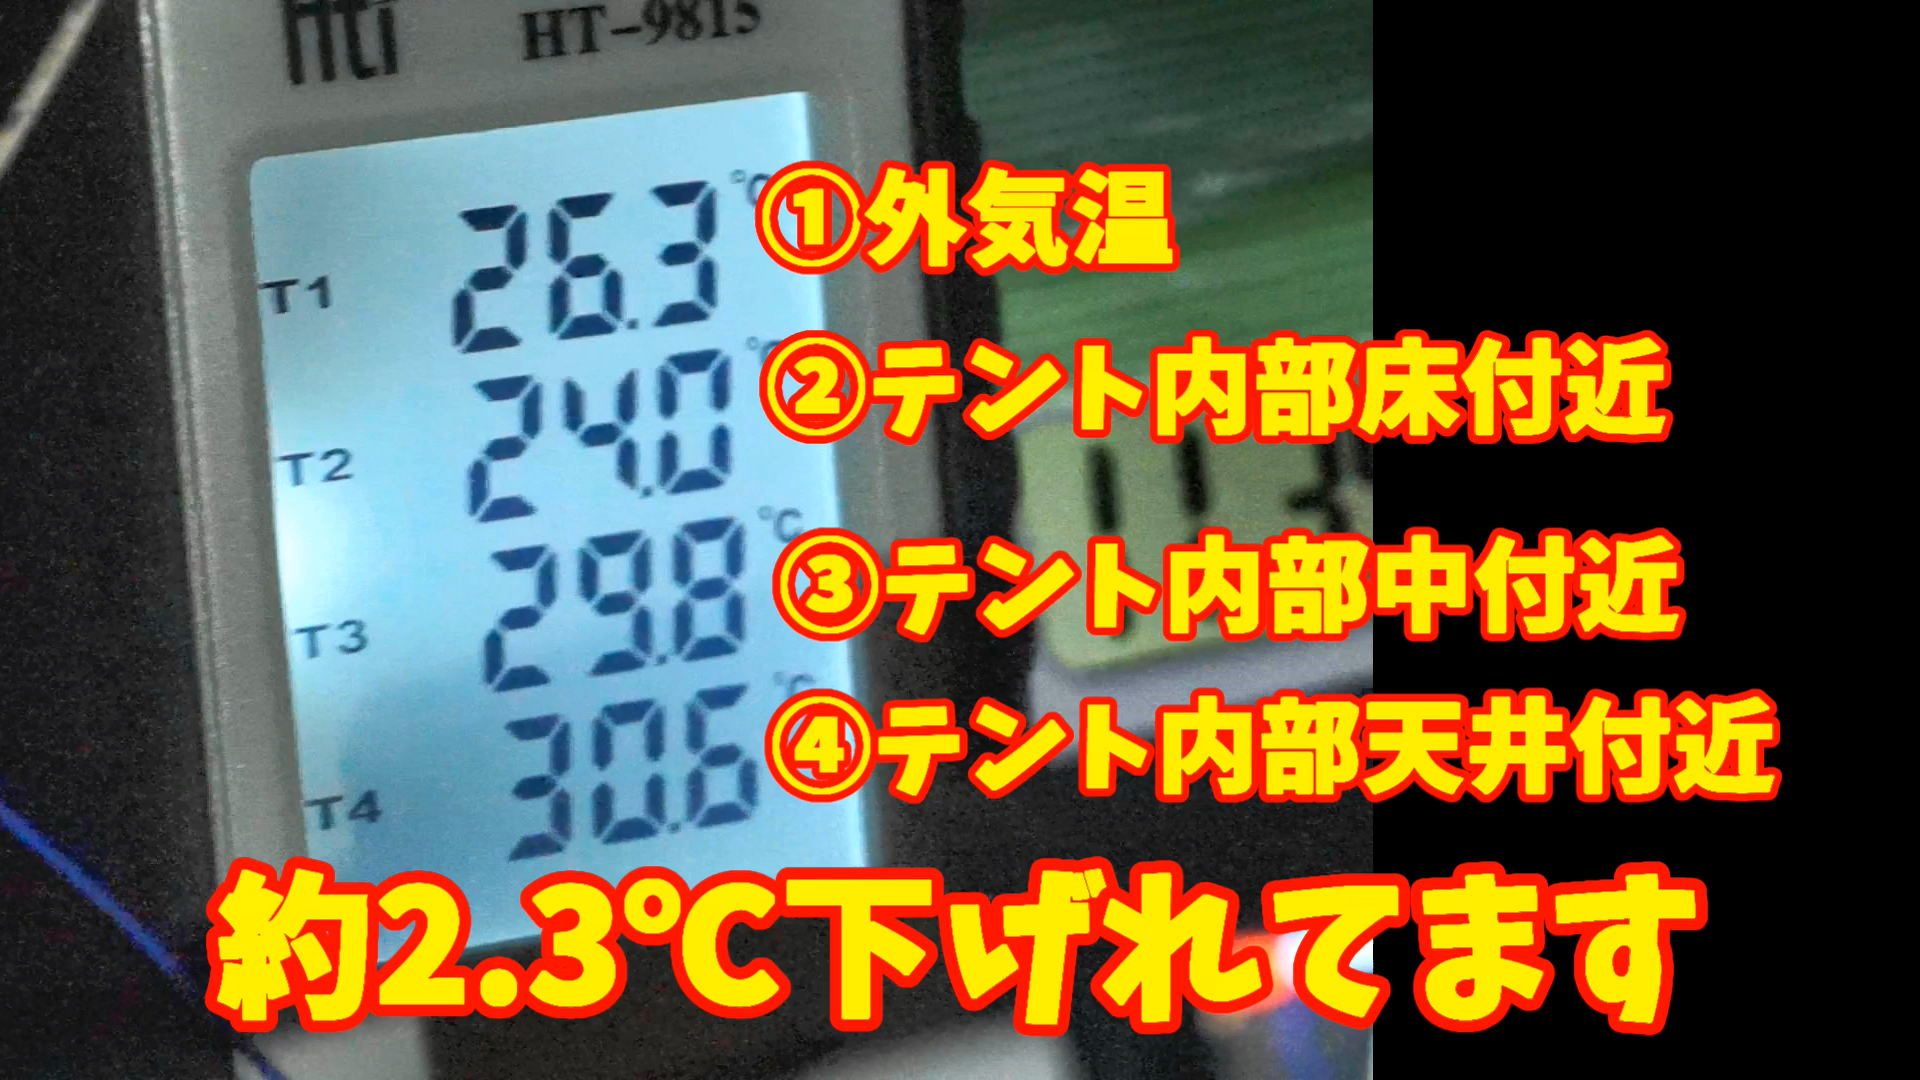 Hti HT-9815
T1 26.3 ℃ ①外気温
T2 24.0 ℃ ②テント内部床付近
T3 29.8 ℃ ③テント内部中付近
T4 30.6 ℃ ④テント内部天井付近
約2.3℃下げれてます